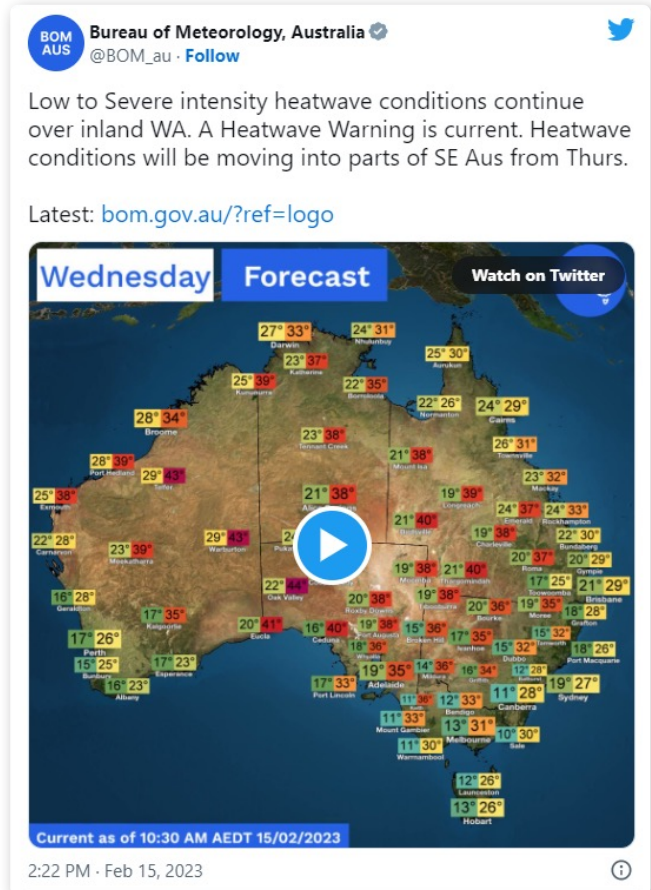 BOM
AUS
Bureau of Meteorology, Australia
@BOM_au · Follow
Low to Severe intensity heatwave conditions continue
over inland WA. A Heatwave Warning is current. Heatwave
conditions will be moving into parts of SE Aus from Thurs.
Latest: bom.gov.au/?ref=logo
Wednesday Forecast
Watch on Twitter
27° 33°
Darwin
24° 31°
Nhulunbuy
23° 37°
Katherine
25° 30°
Aurukun
25° 39°
Kununurra
22° 35°
Borroloola
22° 26°
Normanton
24° 29°
Cairns
28° 34°
Broome
23° 38°
Tennant Creek
26° 31°
Townsville
21° 38°
Mount Isa
28° 39°
Port Hedland
29° 43°
Telfer
23° 32°
Mackay
25° 38°
Exmouth
21° 38°
19° 39°
Longreach
24° 37°
Emerald
24° 33°
Rockhampton
21° 40°
Birdsville
22° 28°
Carnarvon
23° 39°
Meekatharra
29° 43°
Warburton
19° 38°
Charleville
22° 30°
Bundaberg
20° 37°
Roma
20° 29°
Gympie
22° 44°
Oak Valley
19° 38°
Moomba
21° 40°
Thargomindah
17° 25°
Toowoomba
21° 29°
Brisbane
16° 28°
Geraldton
20° 38°
Roxby Downs
19° 38°
Tibooburra
20° 36°
Bourke
19° 35°
Moree
18° 28°
Grafton
17° 35°
Kalgoorlie
20° 41°
Eucla
16° 40°
Ceduna
19° 38°
Port Augusta
15° 36°
Broken Hill
17° 35°
Ivanhoe
15° 32°
Dubbo
15° 32°
Tamworth
18° 26°
Port Macquarie
17° 26°
Perth
18° 36°
Whyalla
15° 25°
Bunbury
17° 23°
Esperance
19° 35°
Adelaide
14° 36°
Mildura
16° 34°
Griffith
12° 28°
16° 23°
Albany
17° 33°
Port Lincoln
36°
12° 33°
Bendigo
11° 28°
Canberra
19° 27°
Sydney
11° 33°
Mount Gambier
13° 31°
Melbourne
10° 30°
Sale
11° 30°
Warrnambool
12° 26°
Launceston
13° 26°
Hobart
Current as of 10:30 AM AEDT 15/02/2023
2:22 PM · Feb 15, 2023